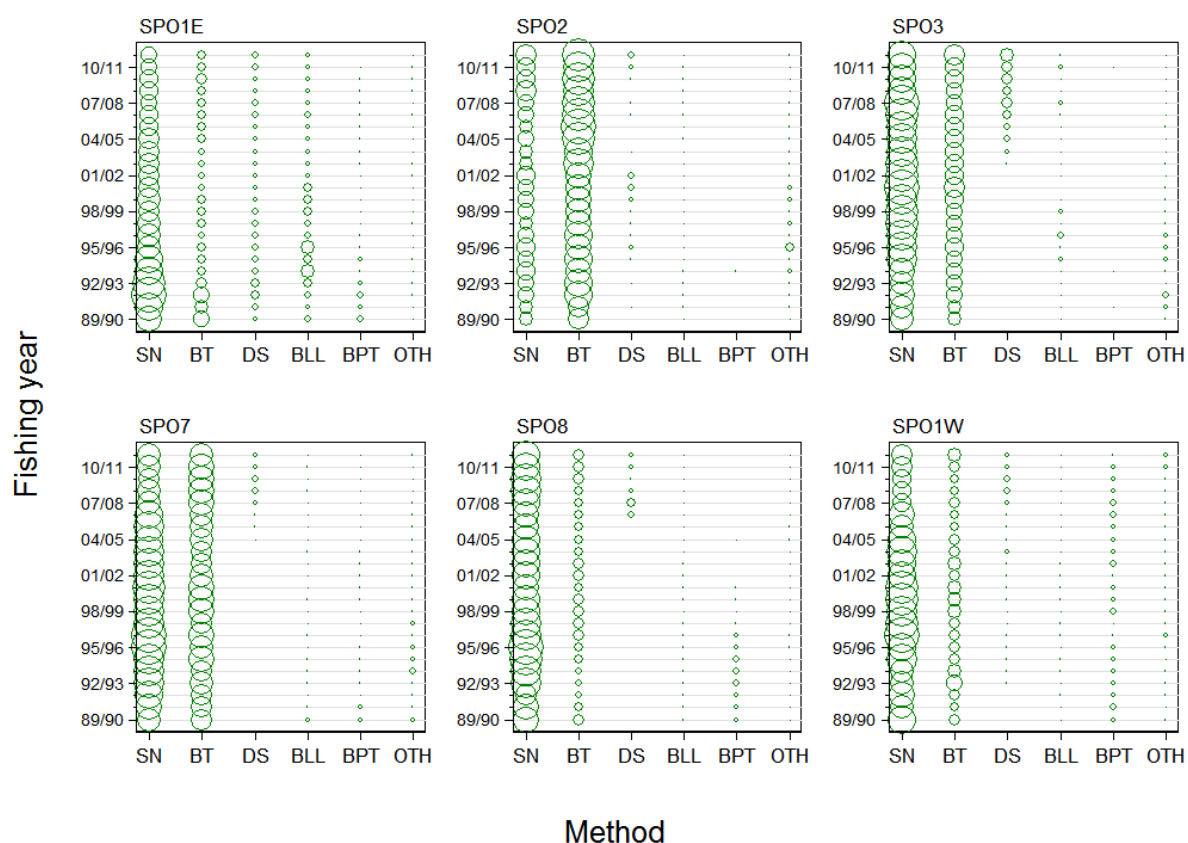 SPO1E SPO2 SPO3
10/11 10/11 10/11
07/08 07/08 07/08
04/05 04/05 04/05
01/02 01/02 01/02
98/99 98/99 98/99
95/96 95/96 95/96
92/93 92/93 92/93
89/90 89/90 89/90
SN BT DS BLL BPT OTH SN BT DS BLL BPT OTH SN BT DS BLL BPT OTH
Fishing year
SPO7 SPO8 SPO1W
10/11 10/11 10/11
07/08 07/08 07/08
04/05 04/05 04/05
01/02 01/02 01/02
98/99 98/99 98/99
95/96 95/96 95/96
92/93 92/93 92/93
89/90 89/90 89/90
SN BT DS BLL BPT OTH SN BT DS BLL BPT OTH SN BT DS BLL BPT OTH
Method